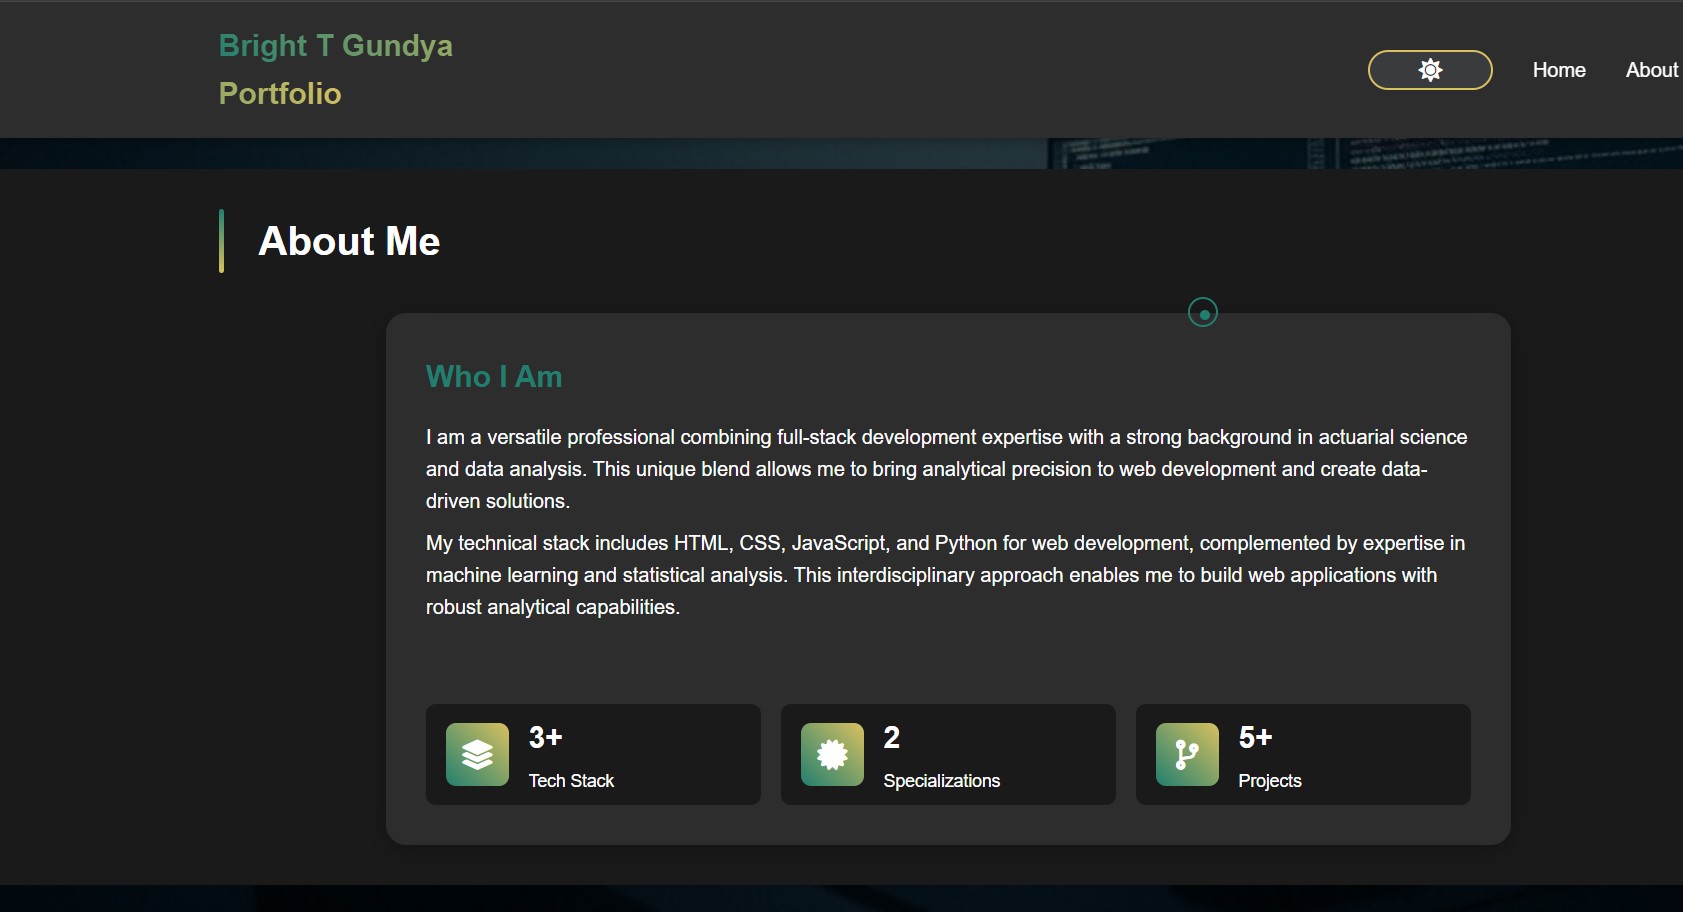 Bright T Gundya
Portfolio
Home
About
About Me
Who I Am
I am a versatile professional combining full-stack development expertise with a strong background in actuarial science
and data analysis. This unique blend allows me to bring analytical precision to web development and create data-
driven solutions.
My technical stack includes HTML, CSS, JavaScript, and Python for web development, complemented by expertise in
machine learning and statistical analysis. This interdisciplinary approach enables me to build web applications with
robust analytical capabilities.
3+
Tech Stack
2
Specializations
5+
Projects